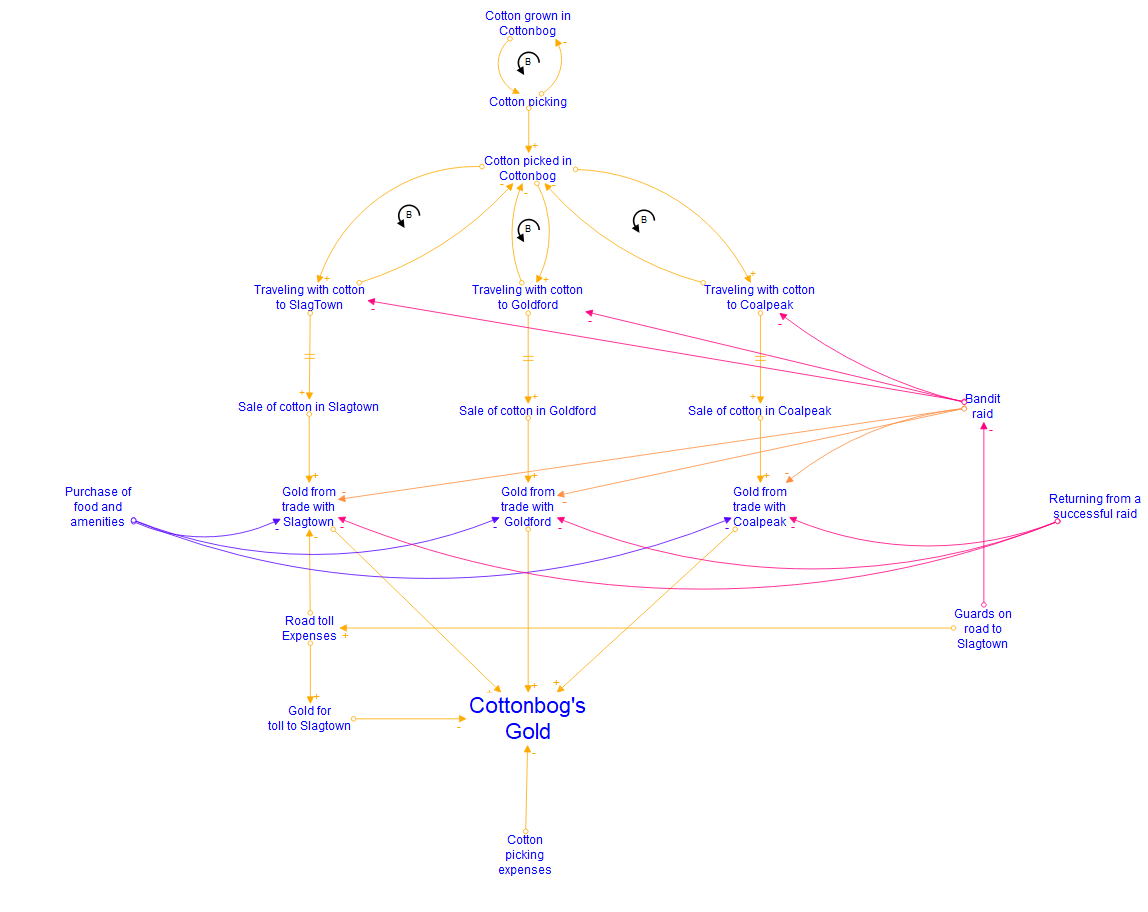 Cotton grown in
Cottonbog
-
B
Cotton picking
+
Cotton picked in
Cottonbog
- - -
B
B
B
+ + +
Traveling with cotton
to SlagTown
Traveling with cotton
to Goldford
Traveling with cotton
to Coalpeak
- - -
+ + +
Sale of cotton in Slagtown
Sale of cotton in Goldford
Sale of cotton in Coalpeak
Bandit
raid
-
+ + +
- - -
Purchase of
food and
amenities
Gold from
trade with
Slagtown
Gold from
trade with
Goldford
Gold from
trade with
Coalpeak
Returning from a
successful raid
- - - - - -
-
Road toll
Expenses
+
Guards on
road to
Slagtown
+
+ + +
Gold for
toll to Slagtown
-
Cottonbog's
Gold
-
Cotton
picking
expenses